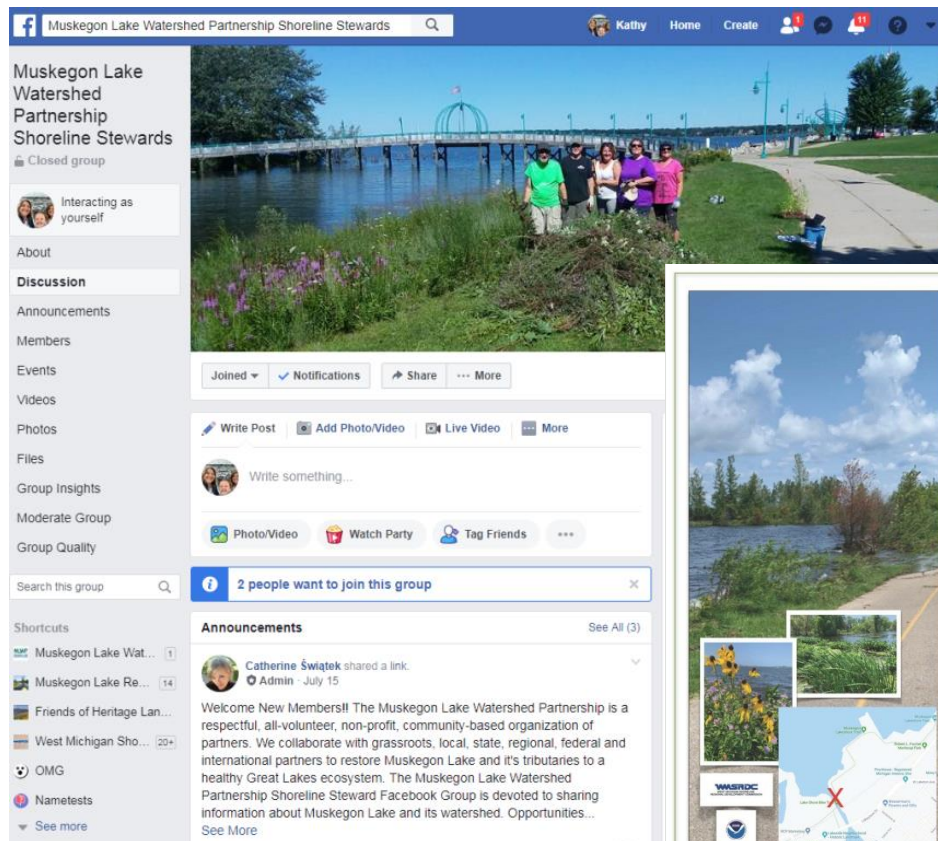 Muskegon Lake Watershed Partnership Shoreline Stewards
Kathy
Home
Create
1
11
Muskegon Lake
Watershed
Partnership
Shoreline Stewards
Closed group
Interacting as
yourself
About
Discussion
Announcements
Members
Events
Videos
Photos
Files
Group Insights
Moderate Group
Group Quality
Search this group
Shortcuts
Muskegon Lake Wat... 1
Muskegon Lake Re... 14
Friends of Heritage Lan...
West Michigan Sho... 20+
OMG
Nametests
See more
Joined
Notifications
Share
More
Write Post
Add Photo/Video
Live Video
More
Write something...
Photo/Video
Watch Party
Tag Friends
2 people want to join this group
Announcements
See All (3)
Catherine Świątek shared a link.
Admin · July 15
Welcome New Members!! The Muskegon Lake Watershed Partnership is a
respectful, all-volunteer, non-profit, community-based organization of
partners. We collaborate with grassroots, local, state, regional, federal and
international partners to restore Muskegon Lake and it's tributaries to a
healthy Great Lakes ecosystem. The Muskegon Lake Watershed
Partnership Shoreline Steward Facebook Group is devoted to sharing
information about Muskegon Lake and its watershed. Opportunities...
See More
WMSRDC
X